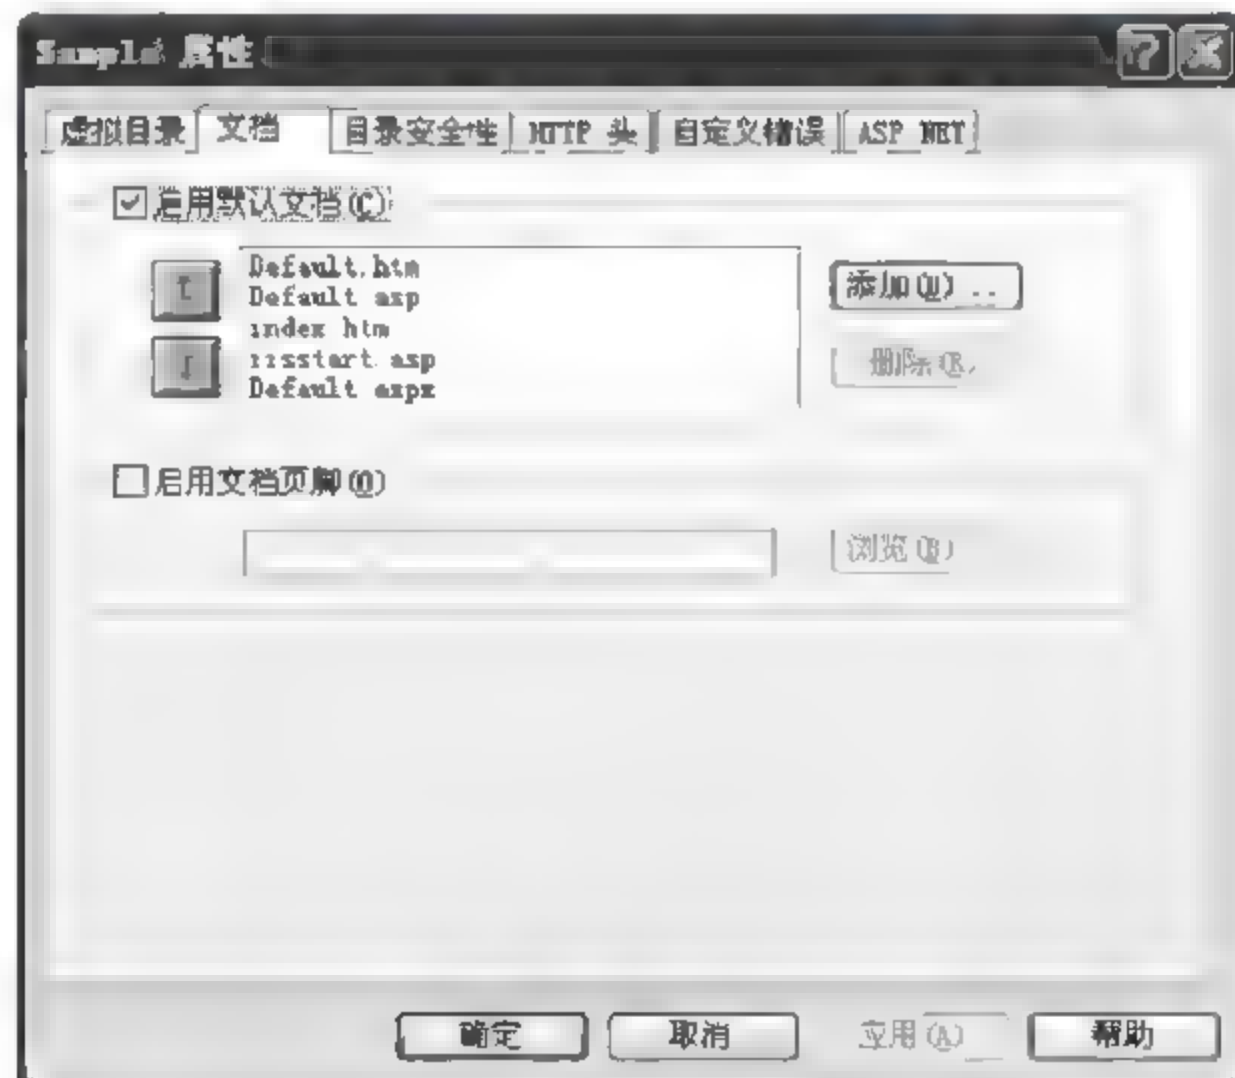 Sample 属性
虚拟目录 文档 目录安全性 HTTP 头 自定义错误 ASP NET
启用默认文档(C)
Default.htm
Default asp
index htm
iisstart.asp
Default aspx
添加(D) ..
删除(R)
启用文档页脚(O)
浏览(B)
确定 取消 应用(A) 帮助